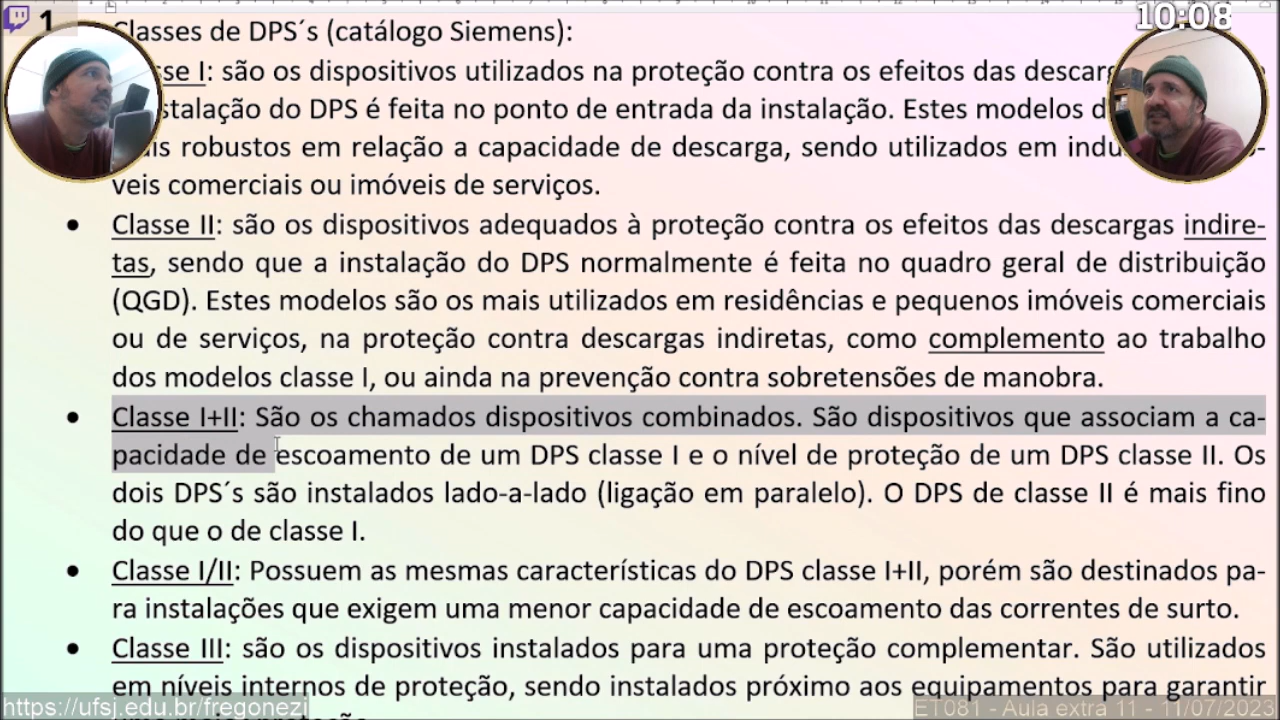 1
10:08
Classes de DPS´s (catálogo Siemens):
sse I: são os dispositivos utilizados na proteção contra os efeitos das descar
stalação do DPS é feita no ponto de entrada da instalação. Estes modelos
robustos em relação a capacidade de descarga, sendo utilizados em
veis comerciais ou imóveis de serviços.
• Classe II: são os dispositivos adequados à proteção contra os efeitos das descargas indire-
tas, sendo que a instalação do DPS normalmente é feita no quadro geral de distribuição
(QGD). Estes modelos são os mais utilizados em residências e pequenos imóveis comerciais
ou de serviços, na proteção contra descargas indiretas, como complemento ao trabalho
dos modelos classe I, ou ainda na prevenção contra sobretensões de manobra.
• Classe I+II: São os chamados dispositivos combinados. São dispositivos que associam a ca-
pacidade de escoamento de um DPS classe I e o nível de proteção de um DPS classe II. Os
dois DPS´s são instalados lado-a-lado (ligação em paralelo). O DPS de classe II é mais fino
do que o de classe I.
• Classe I/II: Possuem as mesmas características do DPS classe I+II, porém são destinados pa-
ra instalações que exigem uma menor capacidade de escoamento das correntes de surto.
• Classe III: são os dispositivos instalados para uma proteção complementar. São utilizados
em níveis internos de proteção, sendo instalados próximo aos equipamentos para garantir
https://ufsj.edu.br/fregonezi
ET081 - Aula extra 11 - 11/07/2023